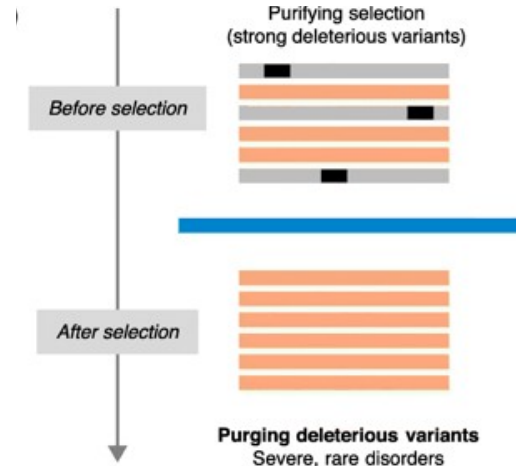 Purifying selection
(strong deleterious variants)
Before selection
After selection
Purging deleterious variants
Severe, rare disorders